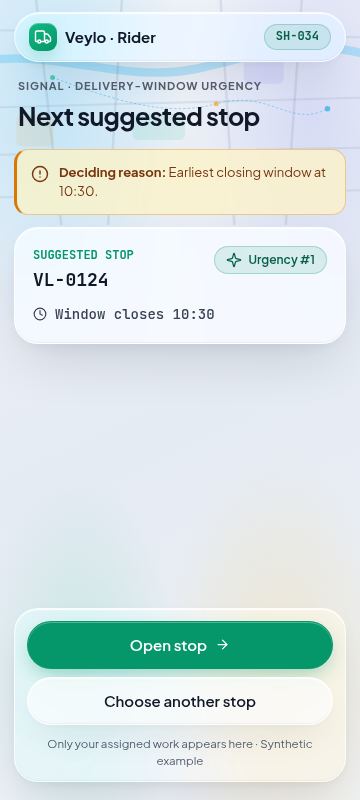 Veylo · Rider
SH-034
SIGNAL · DELIVERY-WINDOW URGENCY
Next suggested stop
Deciding reason: Earliest closing window at
10:30.
SUGGESTED STOP
Urgency #1
VL-0124
Window closes 10:30
Open stop →
Choose another stop
Only your assigned work appears here · Synthetic
example